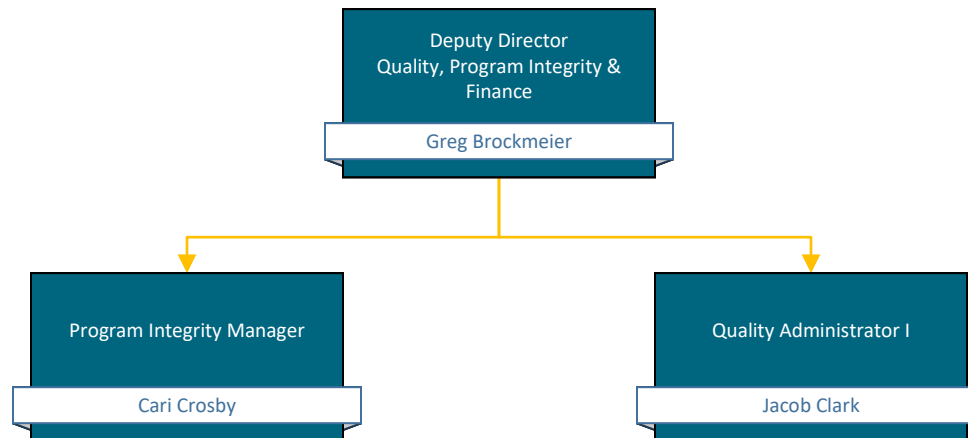 Deputy Director
Quality, Program Integrity &
Finance
Greg Brockmeier
Program Integrity Manager
Cari Crosby
Quality Administrator I
Jacob Clark